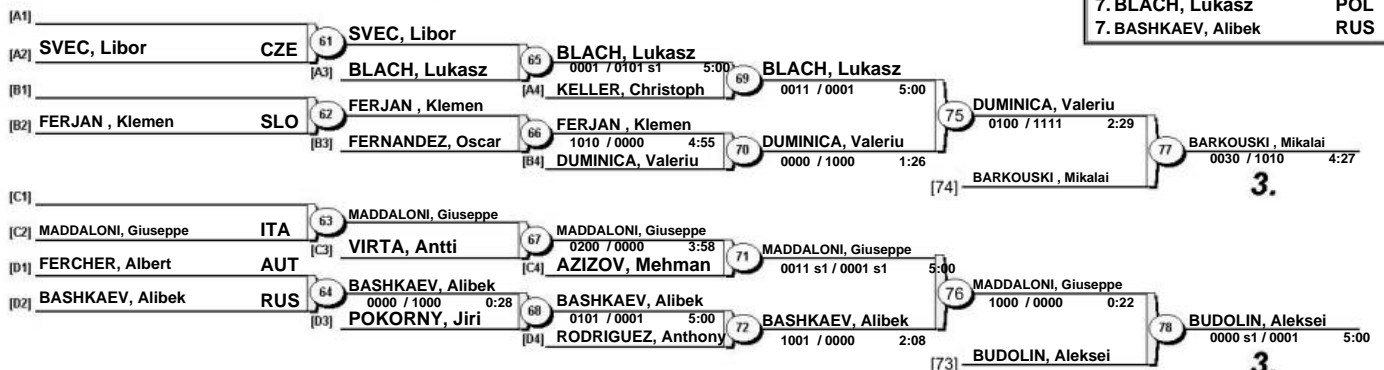 7. BLACH, Lukasz POL
7. BASHKAEV, Alibek RUS
[A1]
[A2] SVEC, Libor CZE
61
SVEC, Libor
[A3] BLACH, Lukasz
65
BLACH, Lukasz
0001 / 0101 s1 5:00
[A4] KELLER, Christoph
69
BLACH, Lukasz
0011 / 0001 5:00
[B1]
[B2] FERJAN , Klemen SLO
62
FERJAN , Klemen
[B3] FERNANDEZ, Oscar
66
FERJAN , Klemen
1010 / 0000 4:55
[B4] DUMINICA, Valeriu
70
DUMINICA, Valeriu
0000 / 1000 1:26
75
DUMINICA, Valeriu
0100 / 1111 2:29
[74] BARKOUSKI , Mikalai
77
BARKOUSKI , Mikalai
0030 / 1010 4:27
3.
[C1]
[C2] MADDALONI, Giuseppe ITA
63
MADDALONI, Giuseppe
[C3] VIRTA, Antti
67
MADDALONI, Giuseppe
0200 / 0000 3:58
[C4] AZIZOV, Mehman
71
MADDALONI, Giuseppe
0011 s1 / 0001 s1 5:00
[D1] FERCHER, Albert AUT
[D2] BASHKAEV, Alibek RUS
64
BASHKAEV, Alibek
0000 / 1000 0:28
[D3] POKORNY, Jiri
68
BASHKAEV, Alibek
0101 / 0001 5:00
[D4] RODRIGUEZ, Anthony
72
BASHKAEV, Alibek
1001 / 0000 2:08
76
MADDALONI, Giuseppe
1000 / 0000 0:22
[73] BUDOLIN, Aleksei
78
BUDOLIN, Aleksei
0000 s1 / 0001 5:00
3.